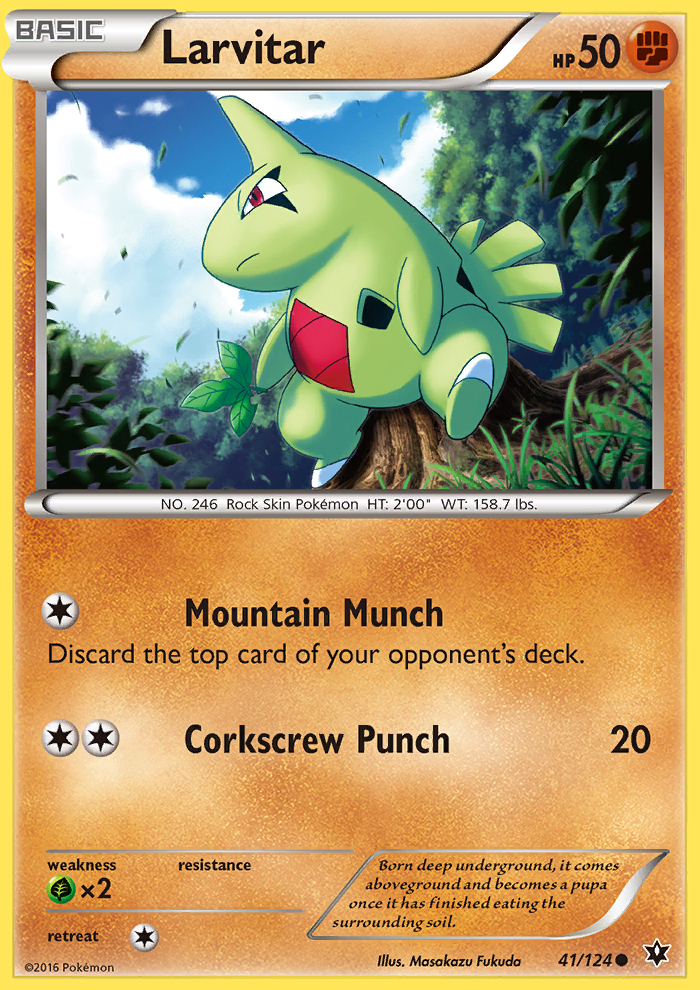 BASIC
Larvitar
HP 50
NO. 246 Rock Skin Pokémon HT: 2'00" WT: 158.7 lbs.
Mountain Munch
Discard the top card of your opponent's deck.
Corkscrew Punch 20
weakness resistance
×2
retreat
Born deep underground, it comes
aboveground and becomes a pupa
once it has finished eating the
surrounding soil.
Illus. Masakazu Fukuda 41/124
©2016 Pokémon